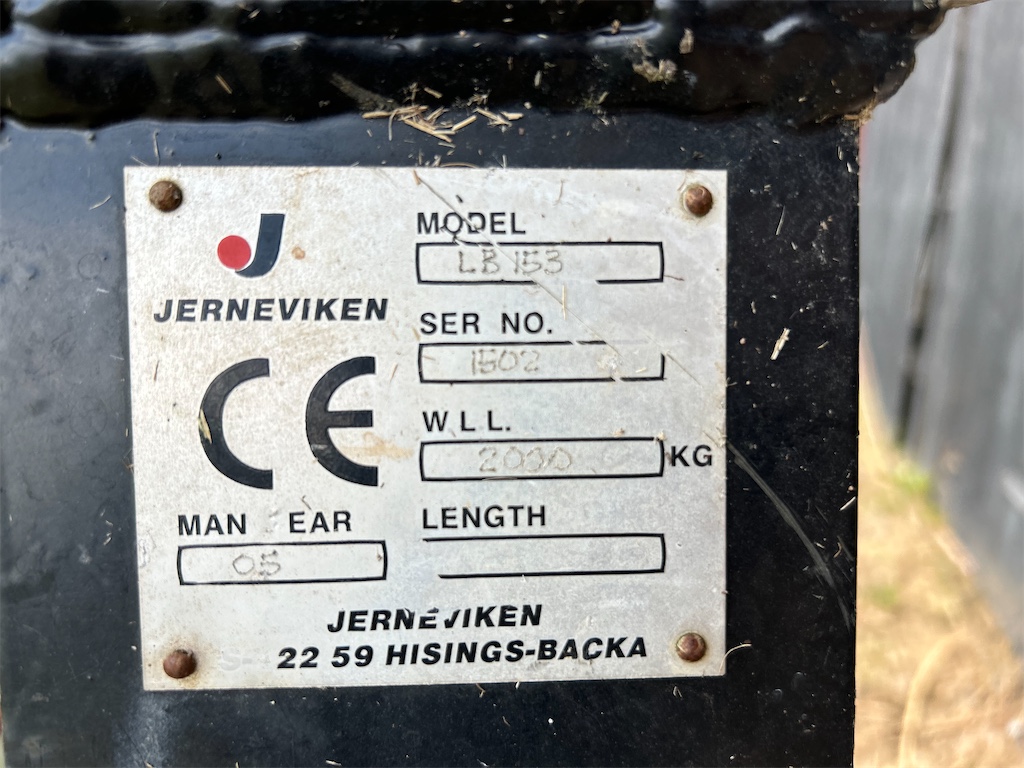 MODEL
LB 153
JERNEVIKEN
SER NO.
1502
CE
W L L.
2000 KG
MAN EAR
05
LENGTH
JERNEVIKEN
22 59 HISINGS-BACKA